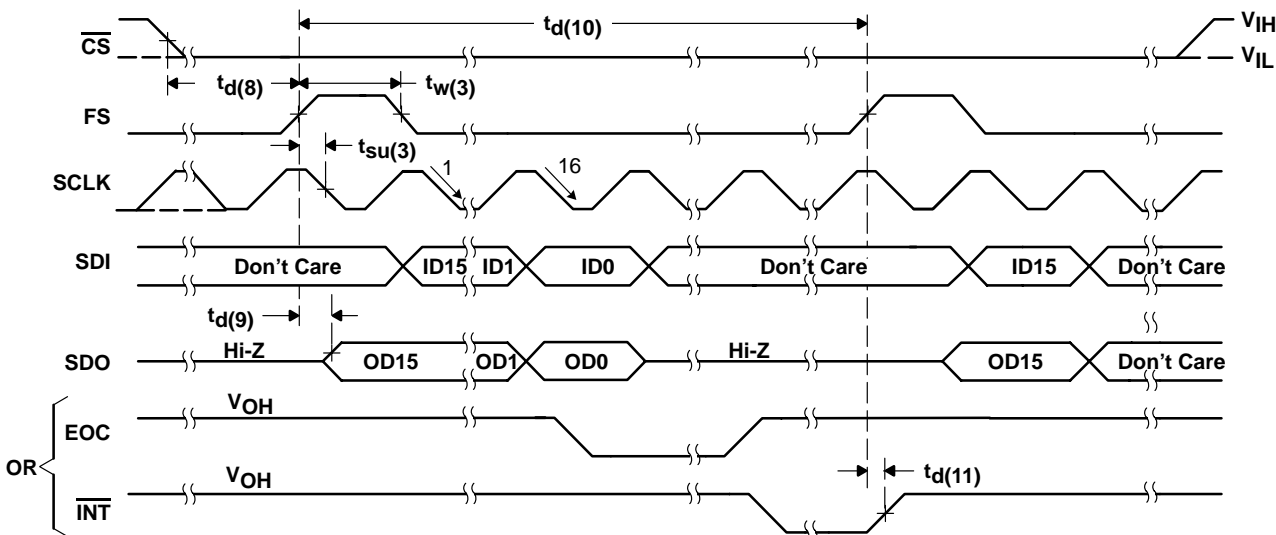 td(10)
CS
VIH
VIL
td(8)
tw(3)
FS
tsu(3)
SCLK
1
16
SDI
Don't Care
ID15
ID1
ID0
Don't Care
ID15
Don't Care
td(9)
SDO
Hi-Z
OD15
OD1
OD0
Hi-Z
OD15
Don't Care
VOH
EOC
OR
VOH
td(11)
INT